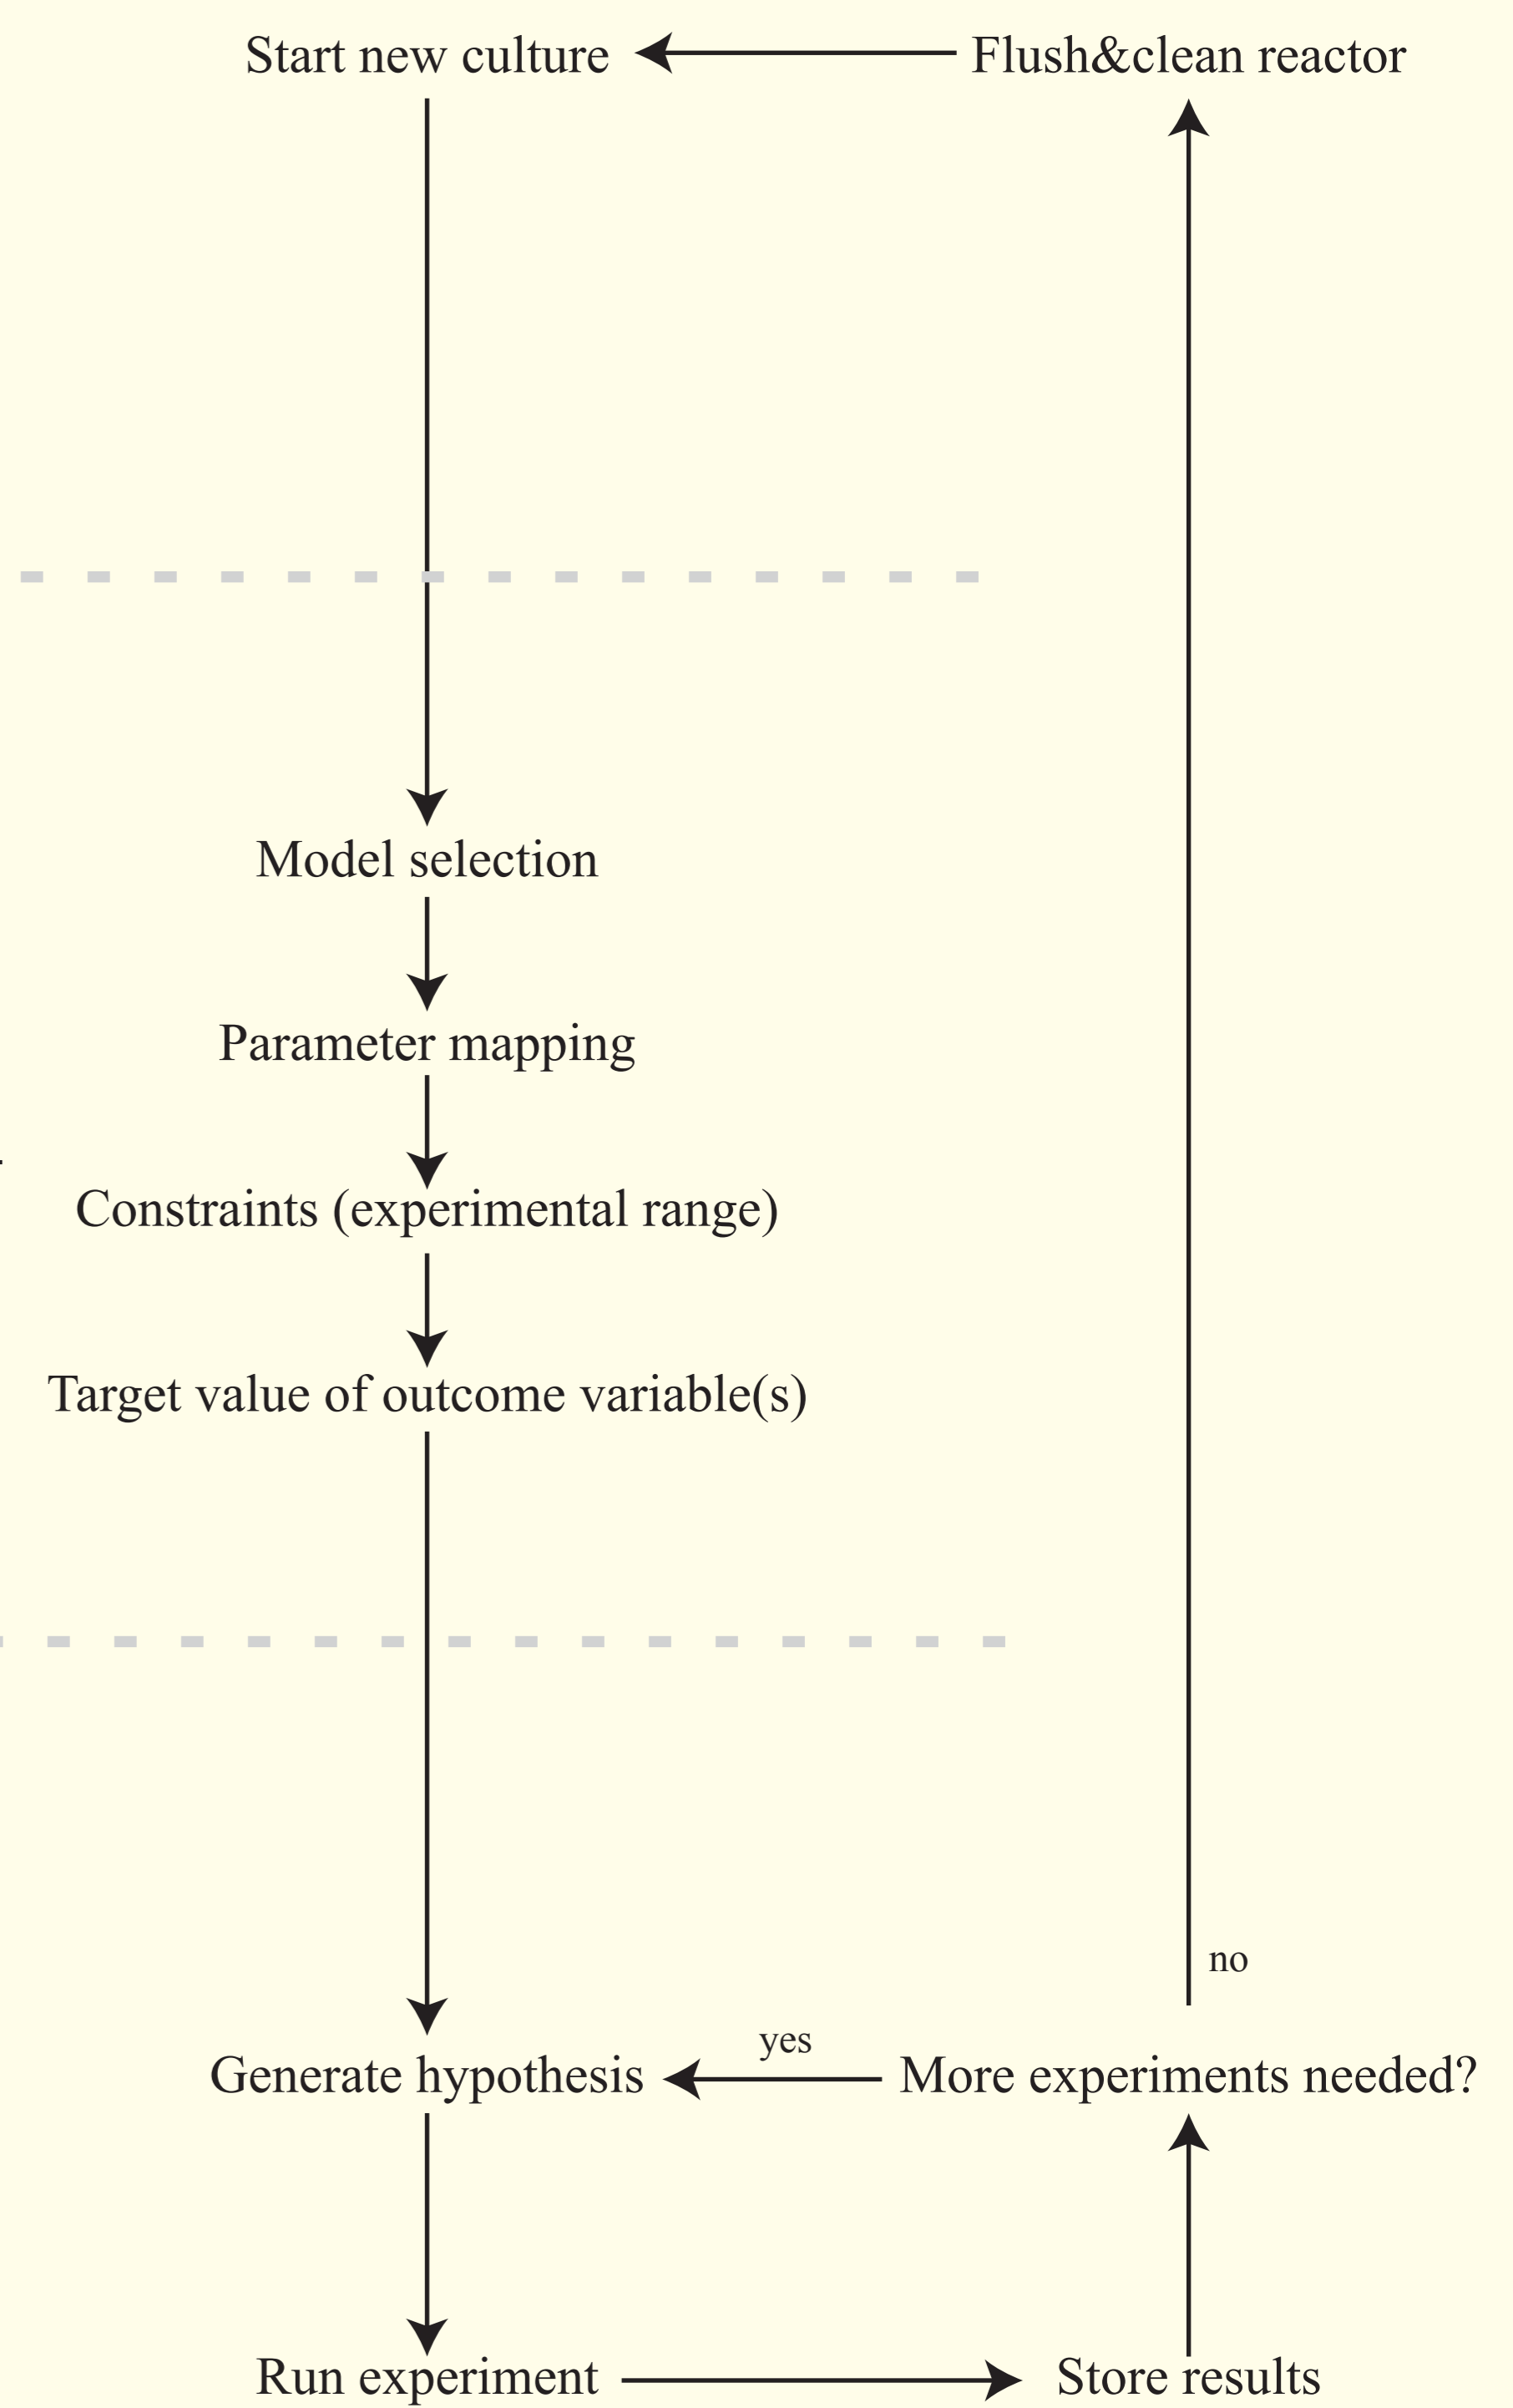 Start new culture
Flush&clean reactor
Model selection
Parameter mapping
Constraints (experimental range)
Target value of outcome variable(s)
no
yes
Generate hypothesis
More experiments needed?
Run experiment
Store results